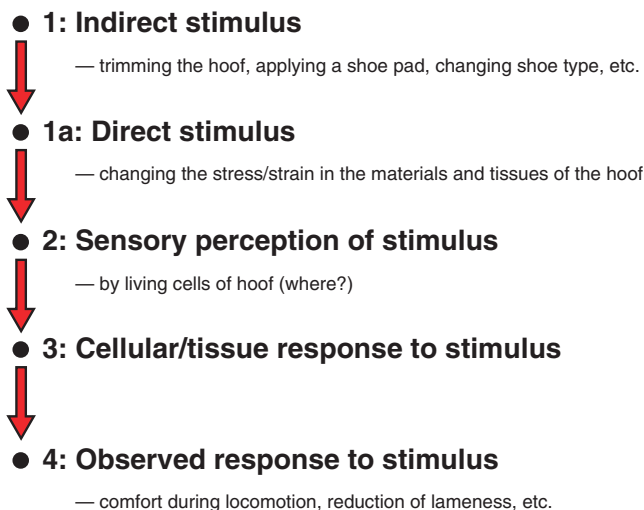 1: Indirect stimulus
— trimming the hoof, applying a shoe pad, changing shoe type, etc.
1a: Direct stimulus
— changing the stress/strain in the materials and tissues of the hoof
2: Sensory perception of stimulus
— by living cells of hoof (where?)
3: Cellular/tissue response to stimulus
4: Observed response to stimulus
— comfort during locomotion, reduction of lameness, etc.